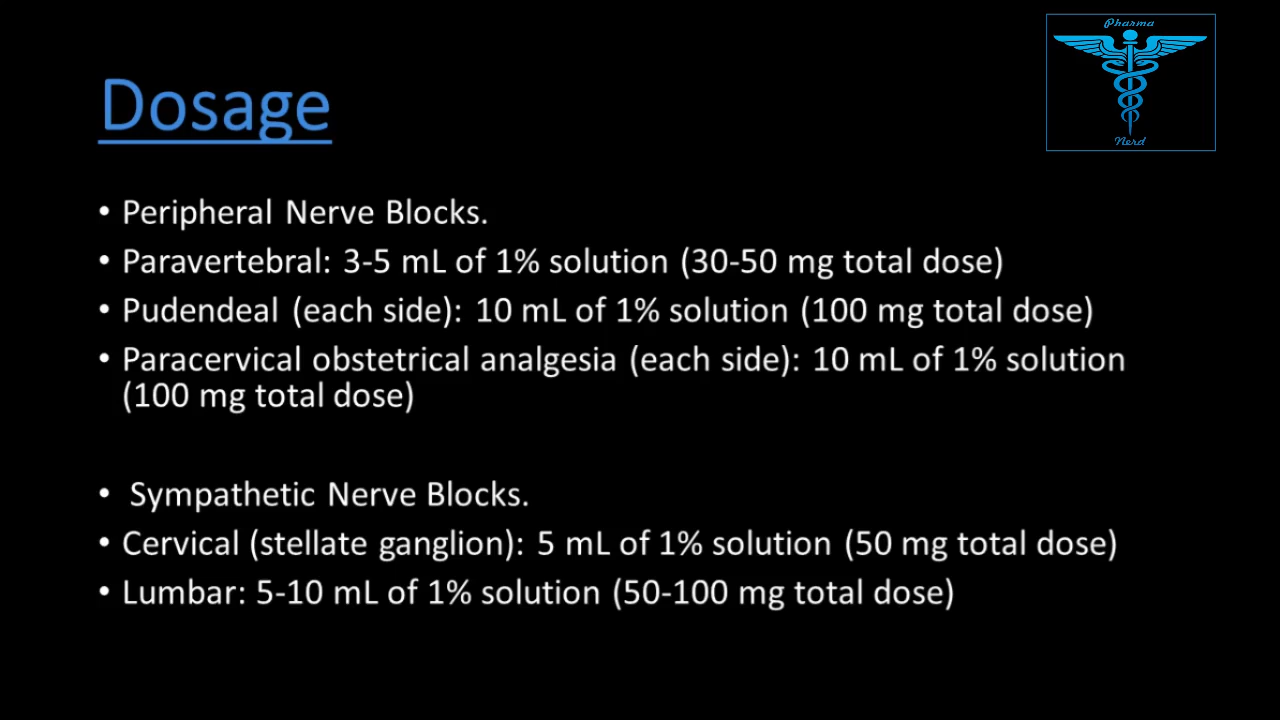 Pharma
Nerd
Dosage
• Peripheral Nerve Blocks.
• Paravertebral: 3-5 mL of 1% solution (30-50 mg total dose)
• Pudendeal (each side): 10 mL of 1% solution (100 mg total dose)
• Paracervical obstetrical analgesia (each side): 10 mL of 1% solution
(100 mg total dose)
• Sympathetic Nerve Blocks.
• Cervical (stellate ganglion): 5 mL of 1% solution (50 mg total dose)
• Lumbar: 5-10 mL of 1% solution (50-100 mg total dose)